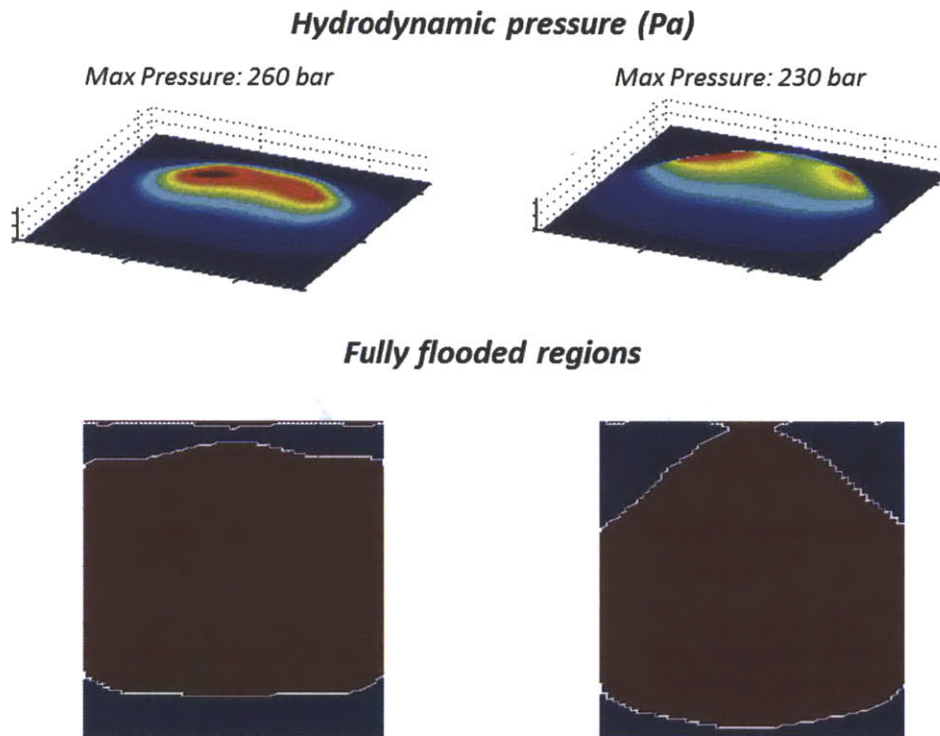 Hydrodynamic pressure (Pa)
Max Pressure: 260 bar
Max Pressure: 230 bar
Fully flooded regions